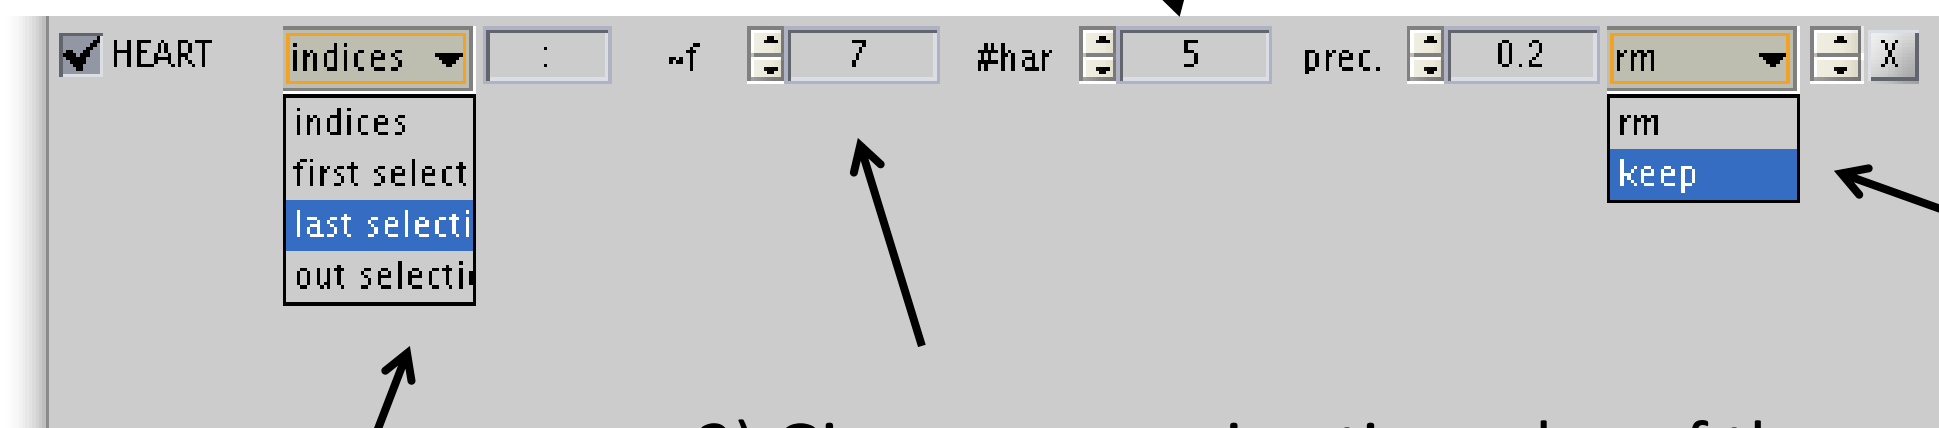 HEART indices : ~f 7 #har 5 prec. 0.2 rm X
indices rm
first select keep
last selecti
out selecti